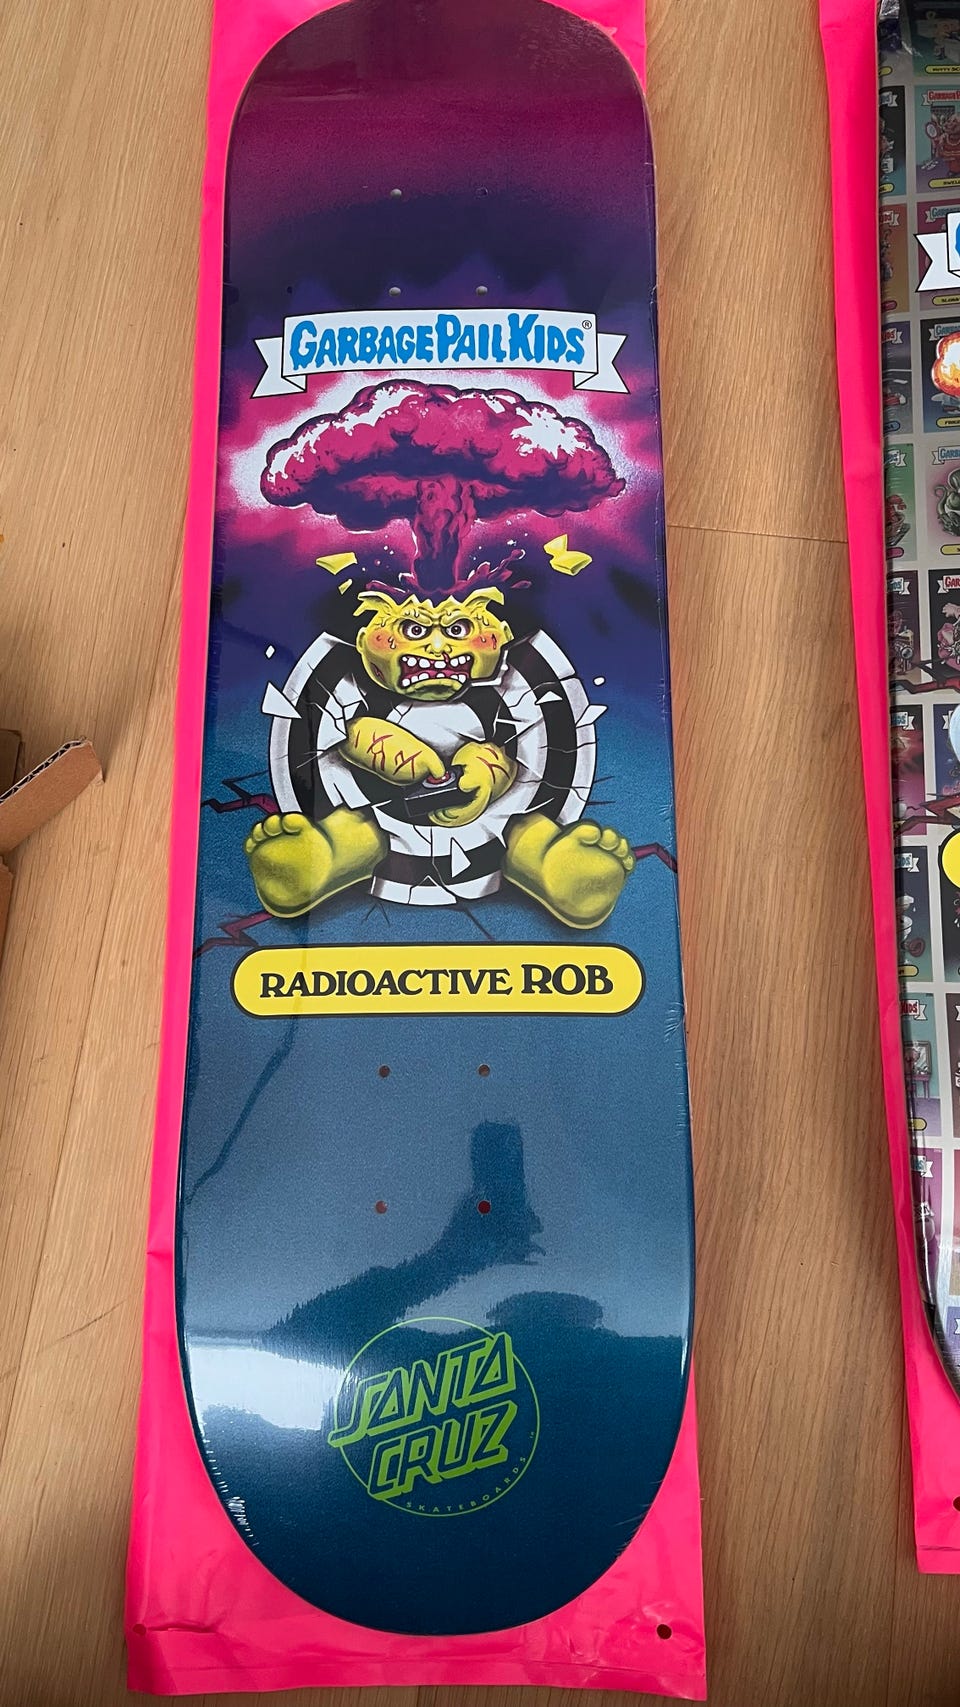 GARBAGE PAIL KIDS®
RADIOACTIVE ROB
SANTA
CRUZ
SKATEBOARDS